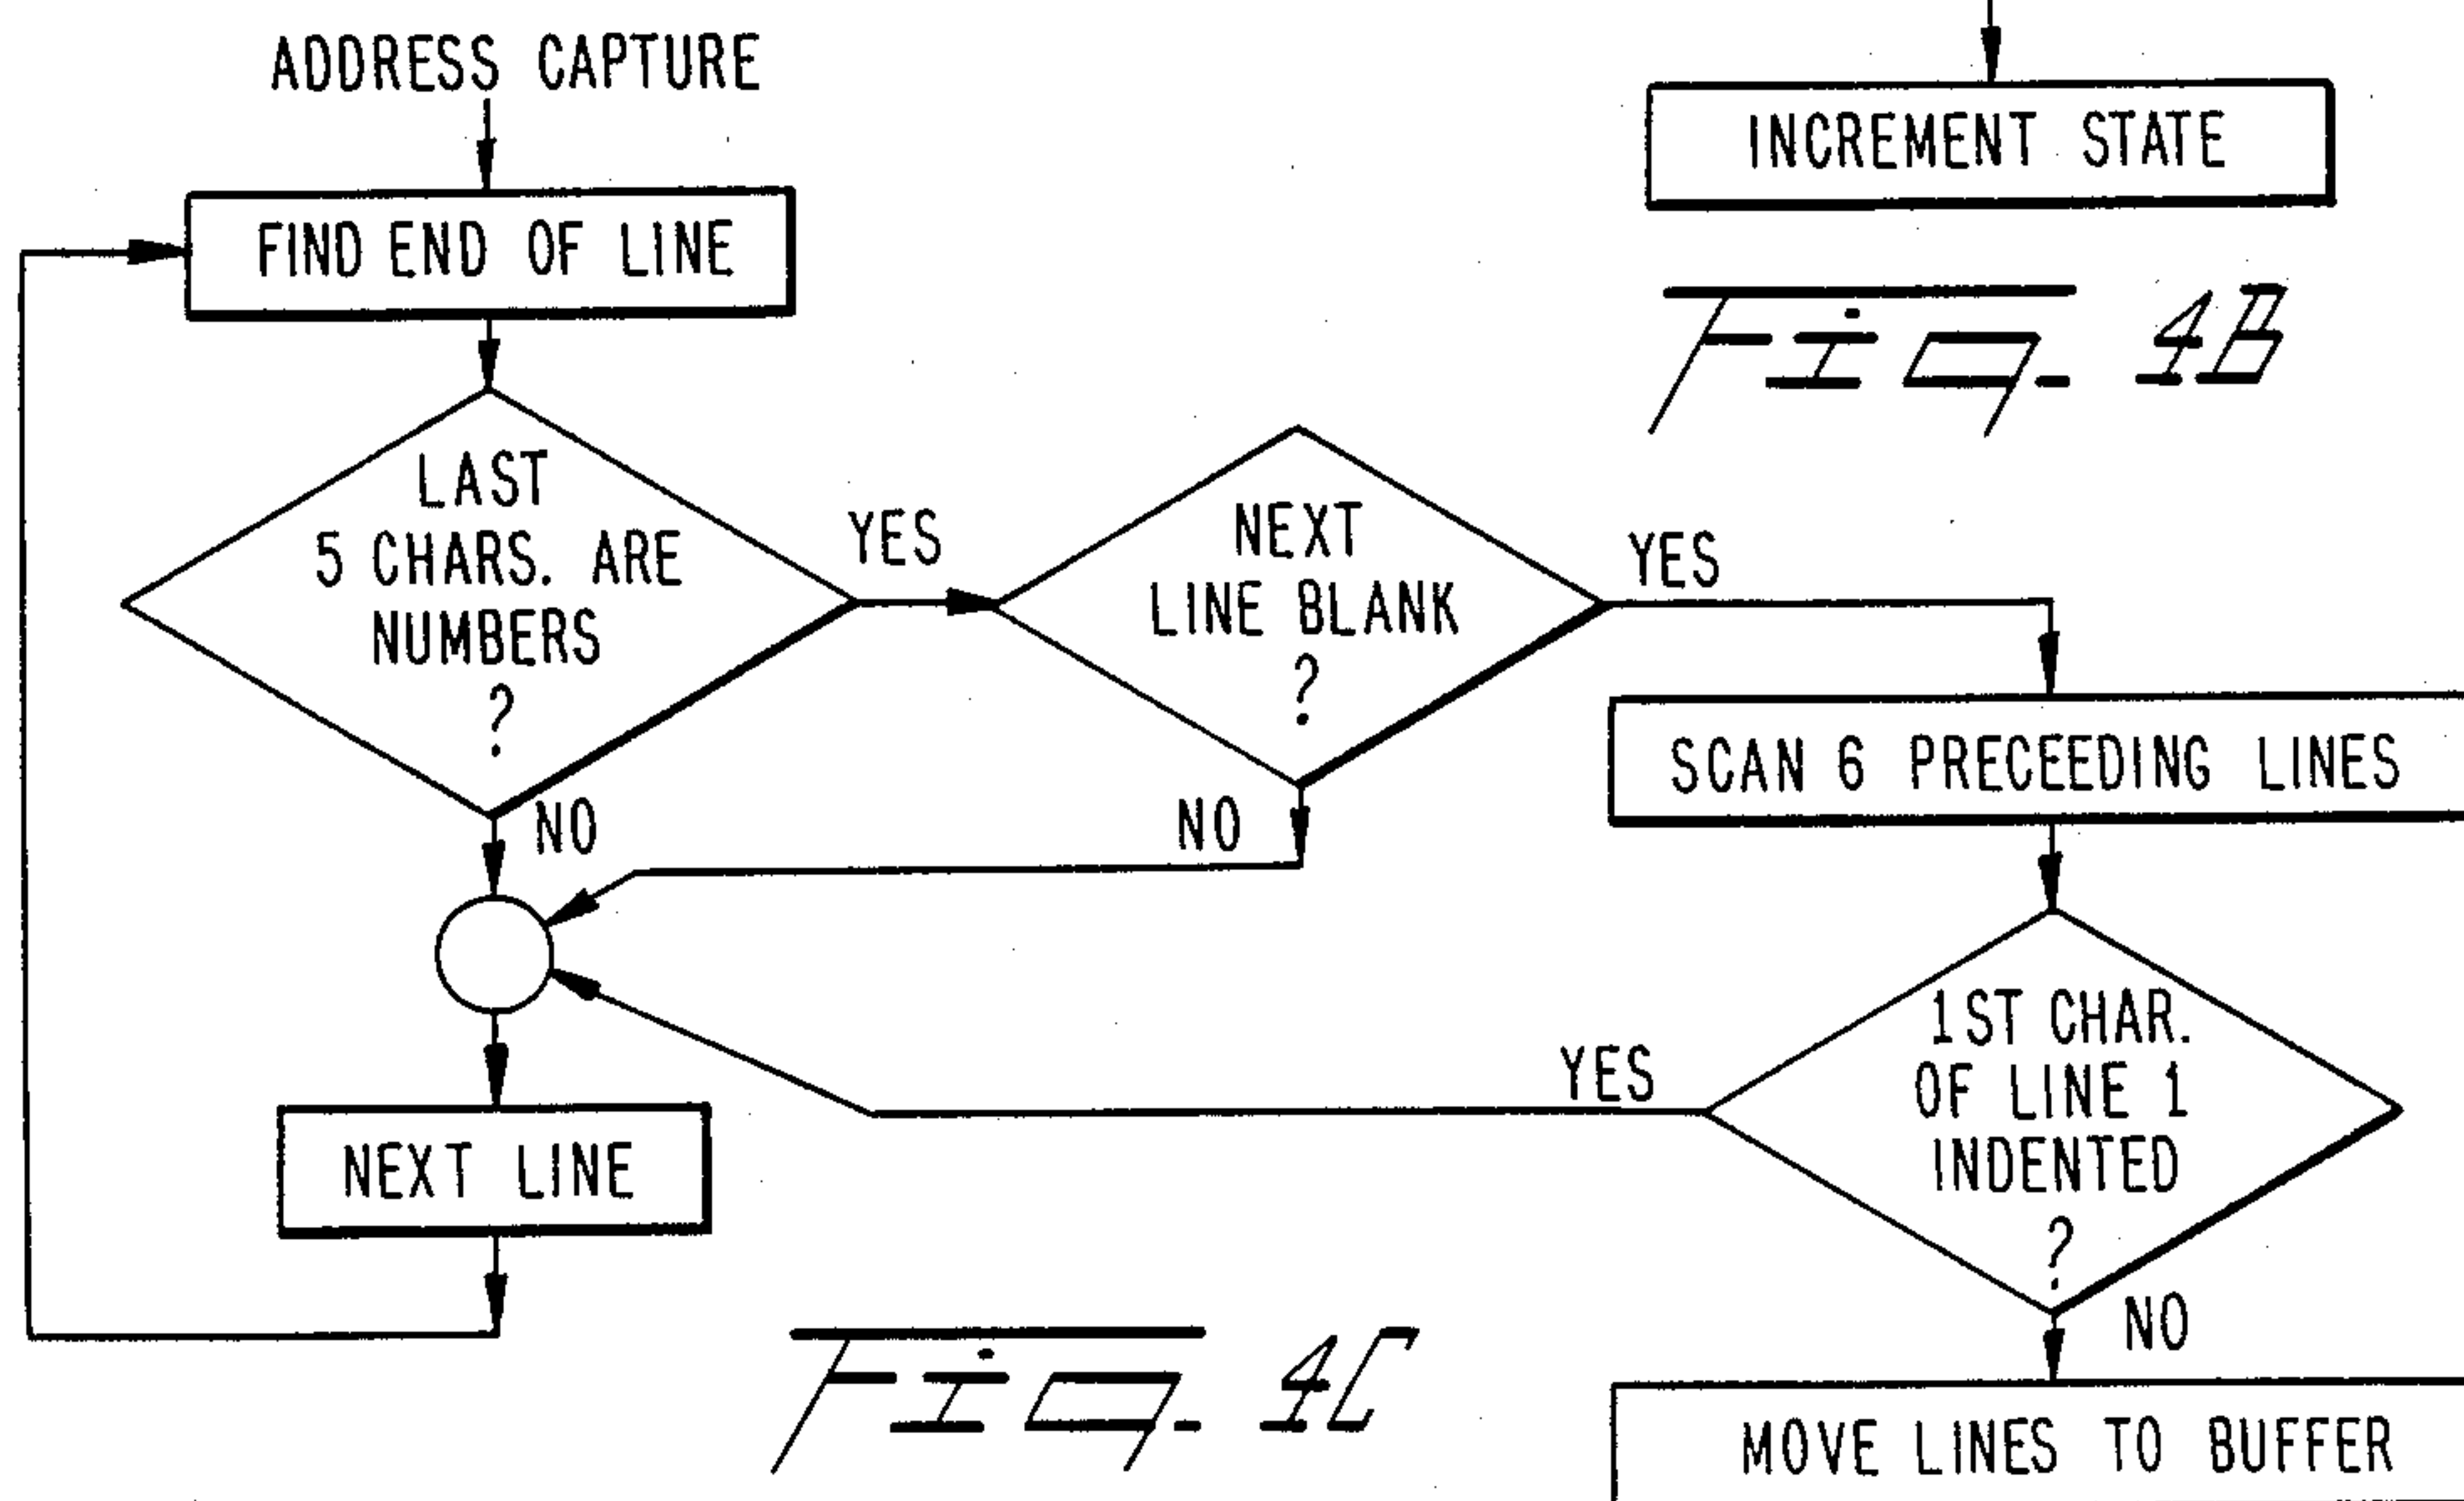 ADDRESS CAPTURE
INCREMENT STATE
FIND END OF LINE
Fig. 4B
LAST
5 CHARS. ARE
NUMBERS
?
YES
NEXT
LINE BLANK
?
YES
NO
NO
SCAN 6 PRECEEDING LINES
1ST CHAR.
OF LINE 1
INDENTED
?
YES
NO
NEXT LINE
Fig. 4C
MOVE LINES TO BUFFER